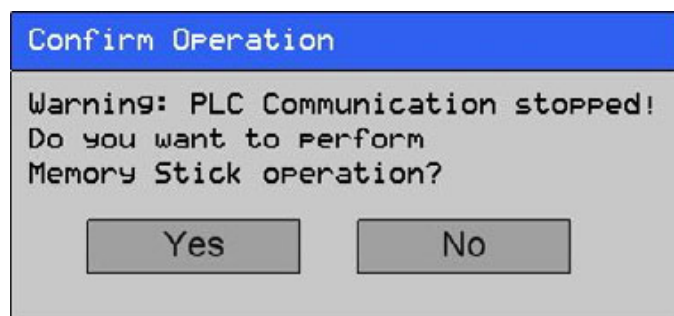 Confirm Operation
Warning: PLC Communication stopped!
Do you want to perform
Memory Stick operation?
Yes
No